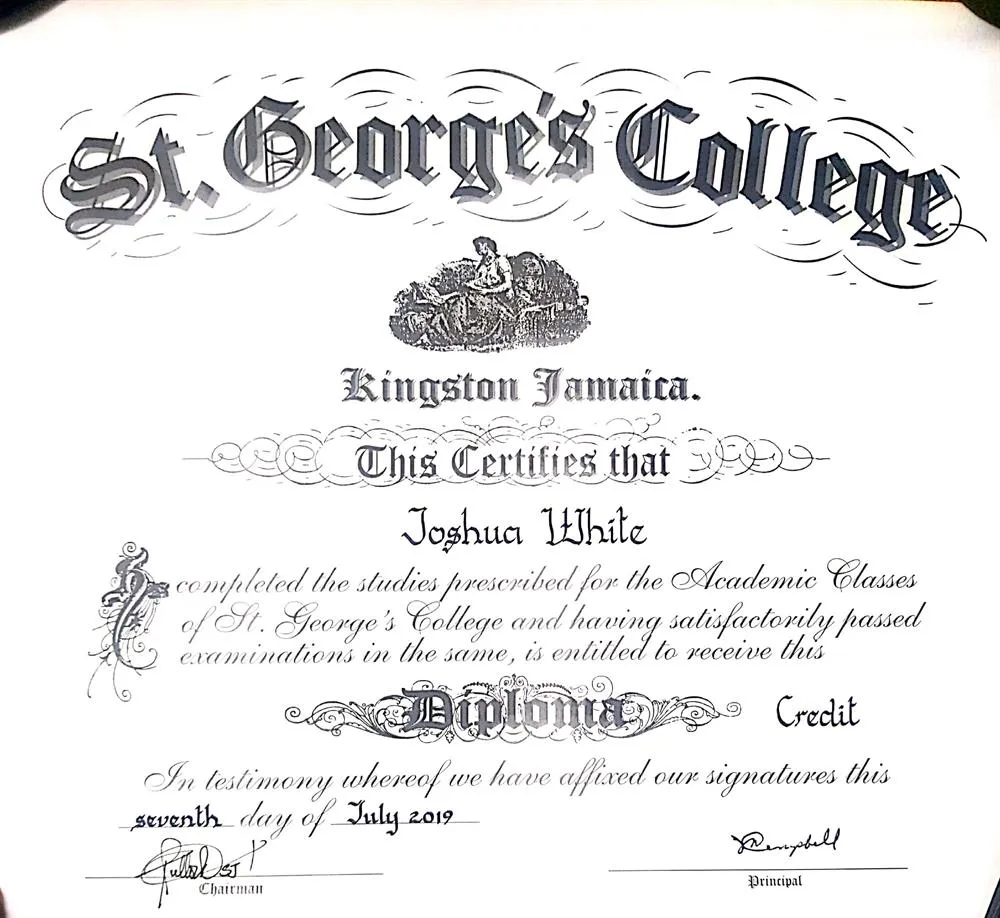 St. George's College
Kingston Jamaica.
This Certifies that
Joshua White
completed the studies prescribed for the Academic Classes
of St. George's College and having satisfactorily passed
examinations in the same, is entitled to receive this
Diploma Credit
In testimony whereof we have affixed our signatures this
seventh day of July 2019
Campbell
Chairman Principal